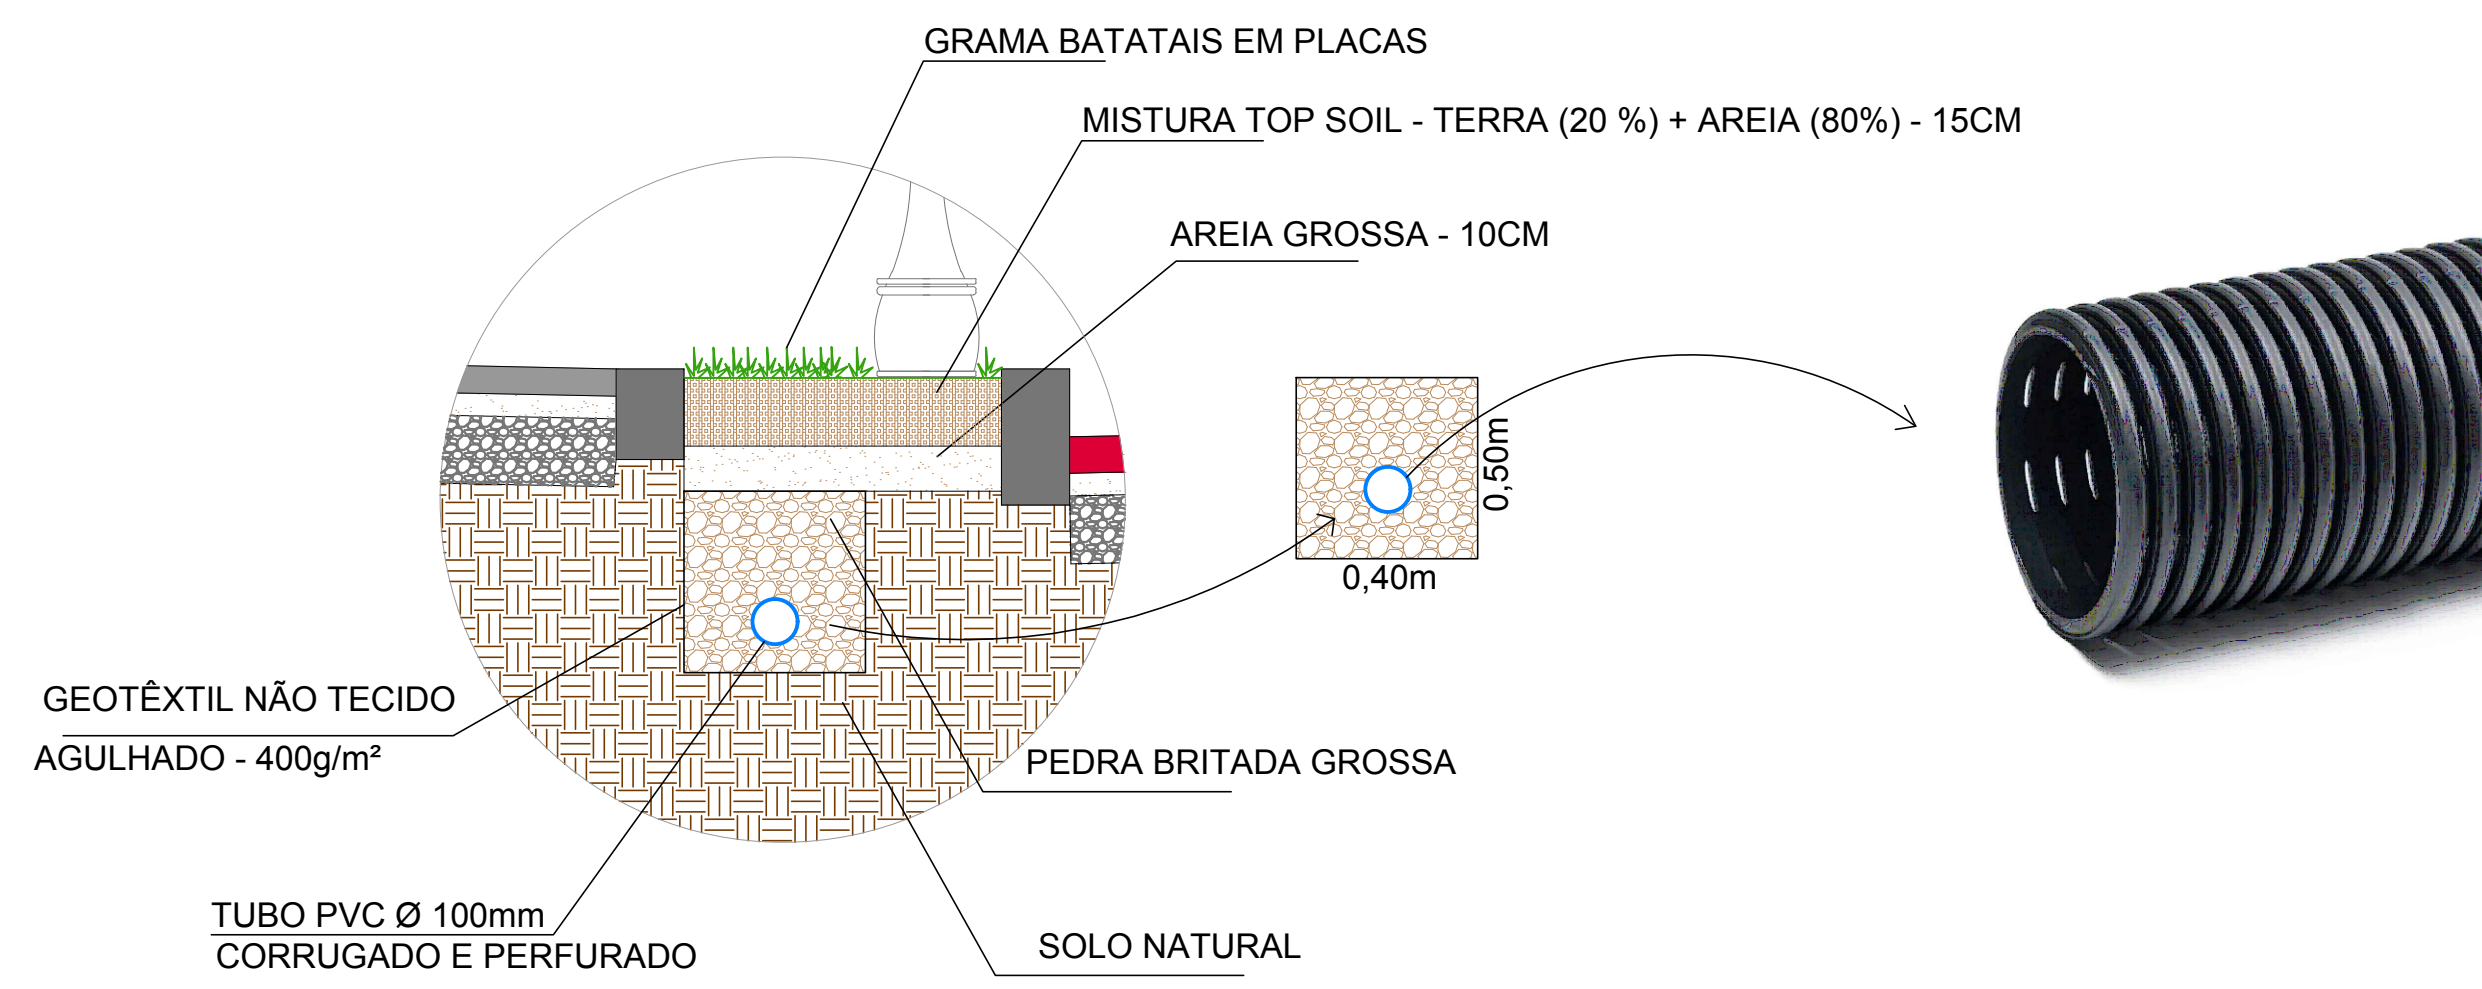 GRAMA BATATAIS EM PLACAS
MISTURA TOP SOIL - TERRA (20 %) + AREIA (80%) - 15CM
AREIA GROSSA - 10CM
0,50m
0,40m
GEOTÊXTIL NÃO TECIDO
AGULHADO - 400g/m²
PEDRA BRITADA GROSSA
TUBO PVC Ø 100mm
CORRUGADO E PERFURADO
SOLO NATURAL